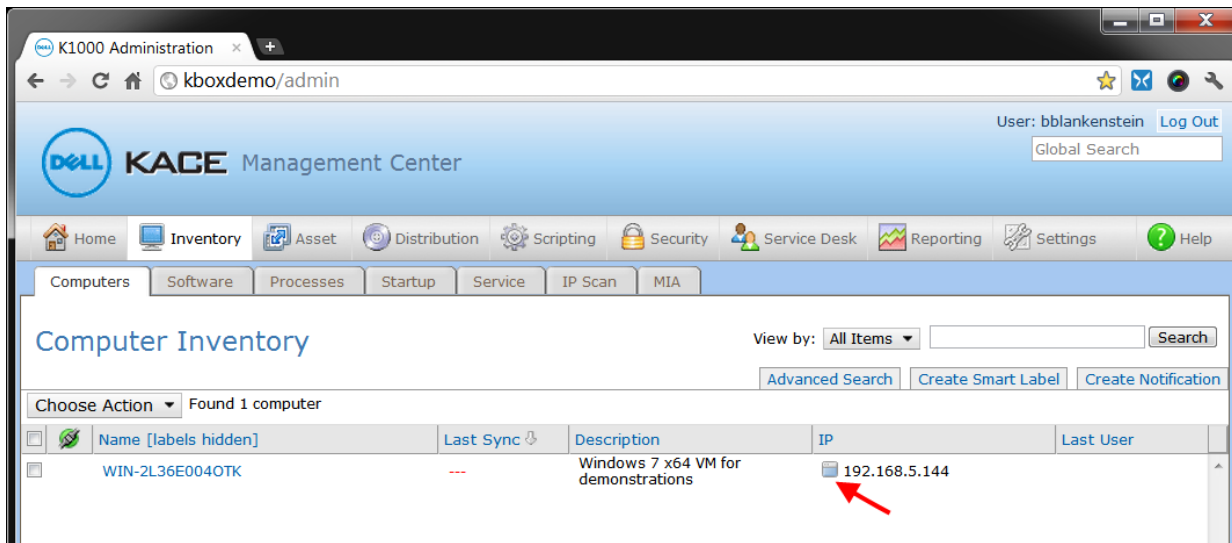 K1000 Administration
kboxdemo/admin
User: bblankenstein Log Out
Global Search
DELL KACE Management Center
Home Inventory Asset Distribution Scripting Security Service Desk Reporting Settings ? Help
Computers Software Processes Startup Service IP Scan MIA
Computer Inventory View by: All Items Search
Advanced Search Create Smart Label Create Notification
Choose Action Found 1 computer
Name [labels hidden] Last Sync Description IP Last User
WIN-2L36E004OTK --- Windows 7 x64 VM for demonstrations 192.168.5.144